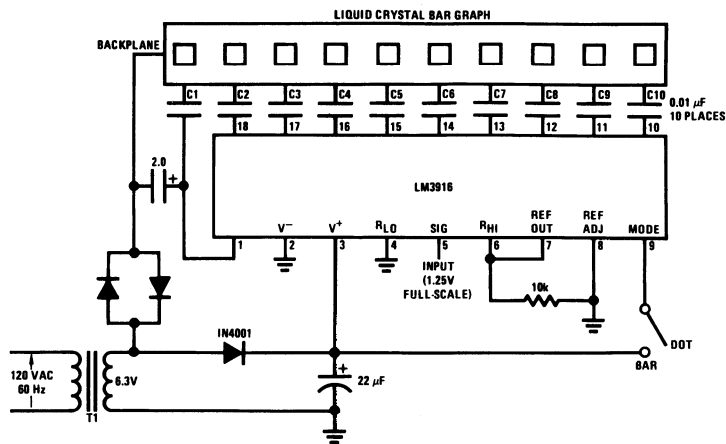 LIQUID CRYSTAL BAR GRAPH
BACKPLANE
C1 C2 C3 C4 C5 C6 C7 C8 C9 C10
0.01 µF
10 PLACES
18 17 16 15 14 13 12 11 10
2.0 +
LM3916
V− V+ RLO SIG RHI REF OUT REF ADJ MODE
1 2 3 4 5 6 7 8 9
INPUT
(1.25V
FULL-SCALE)
10k
IN4001
DOT
BAR
120 VAC
60 Hz
T1
6.3V
+
22 µF